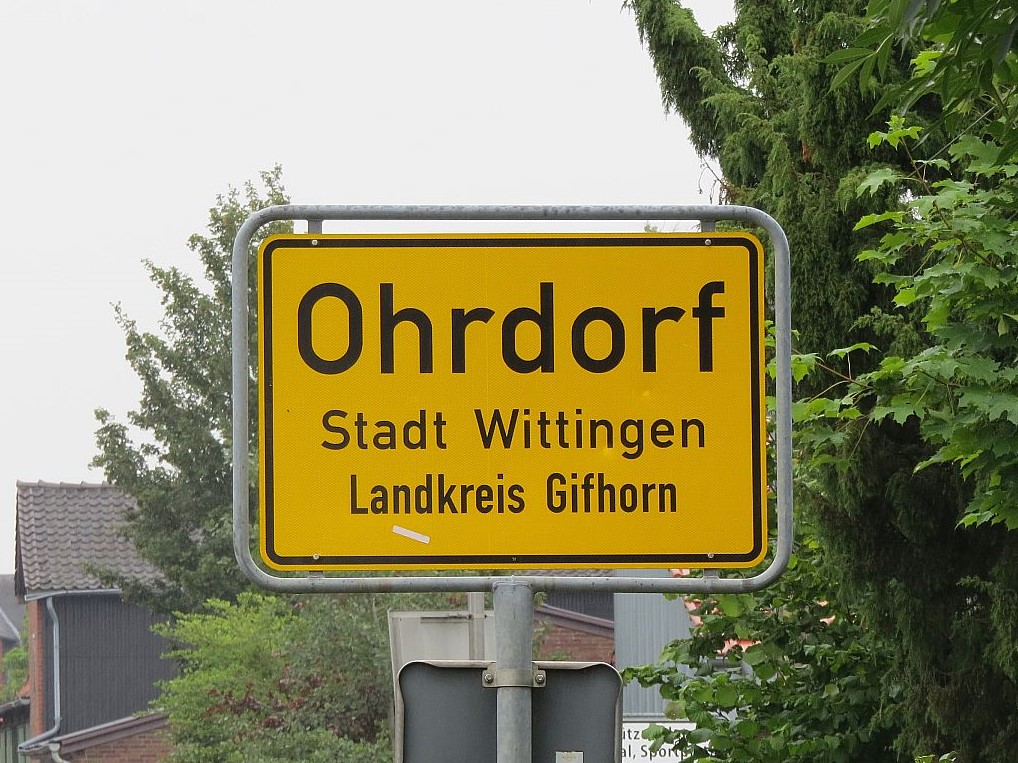 Ohrdorf
Stadt Wittingen
Landkreis Gifhorn